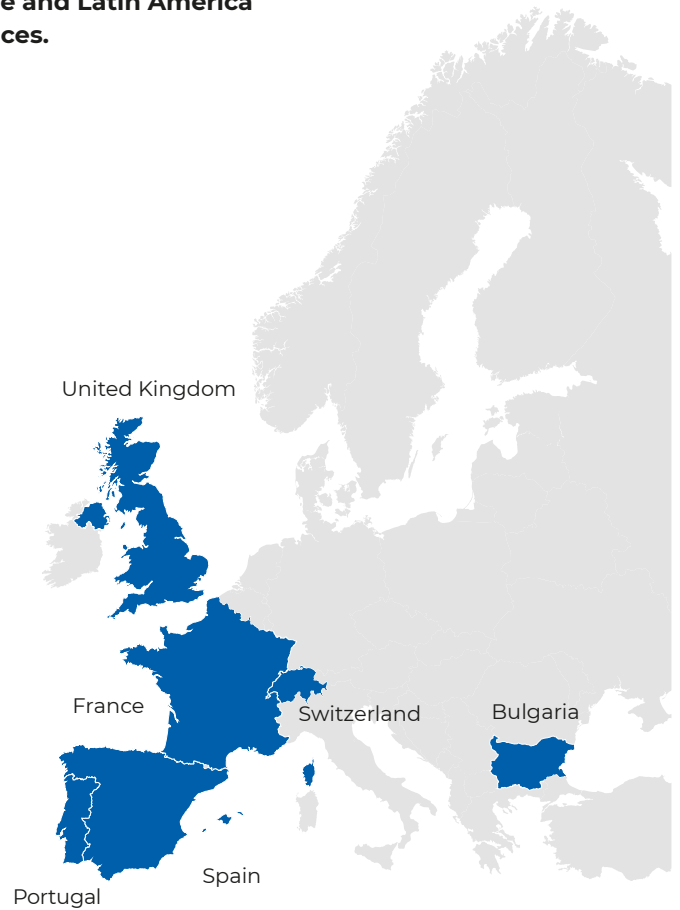 e and Latin America
ces.
United Kingdom
France
Switzerland
Bulgaria
Spain
Portugal